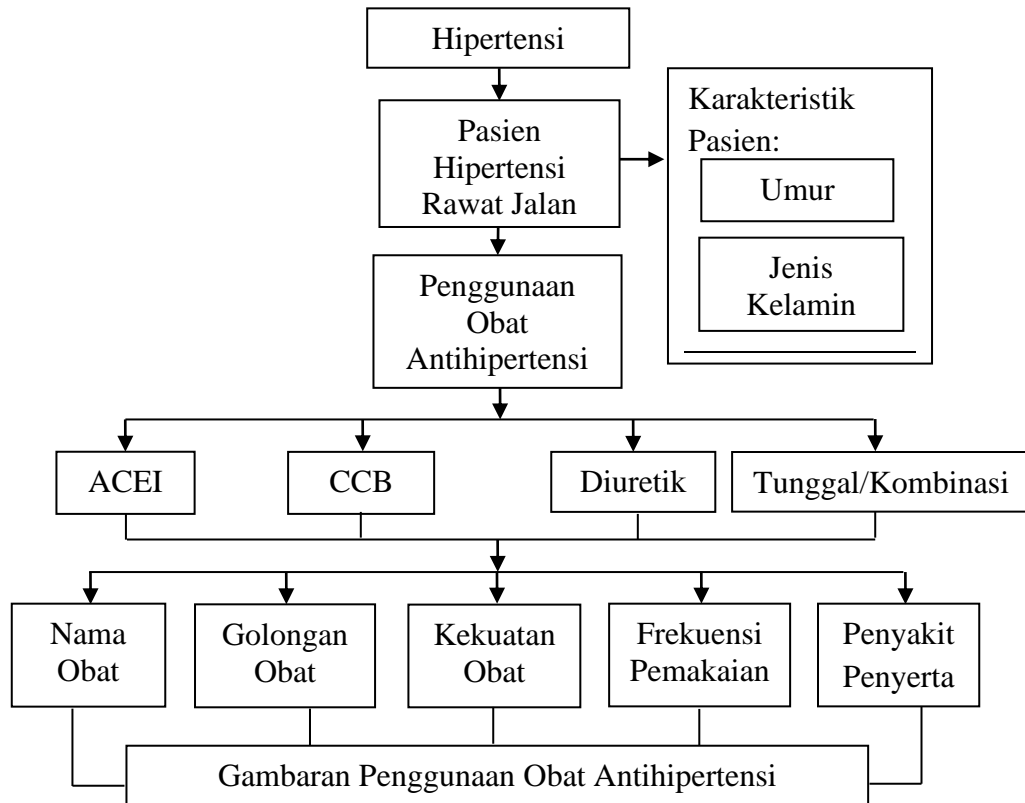 Hipertensi
Pasien
Hipertensi
Rawat Jalan
Karakteristik
Pasien:
Umur
Jenis
Kelamin
Penggunaan
Obat
Antihipertensi
ACEI
CCB
Diuretik
Tunggal/Kombinasi
Nama
Obat
Golongan
Obat
Kekuatan
Obat
Frekuensi
Pemakaian
Penyakit
Penyerta
Gambaran Penggunaan Obat Antihipertensi